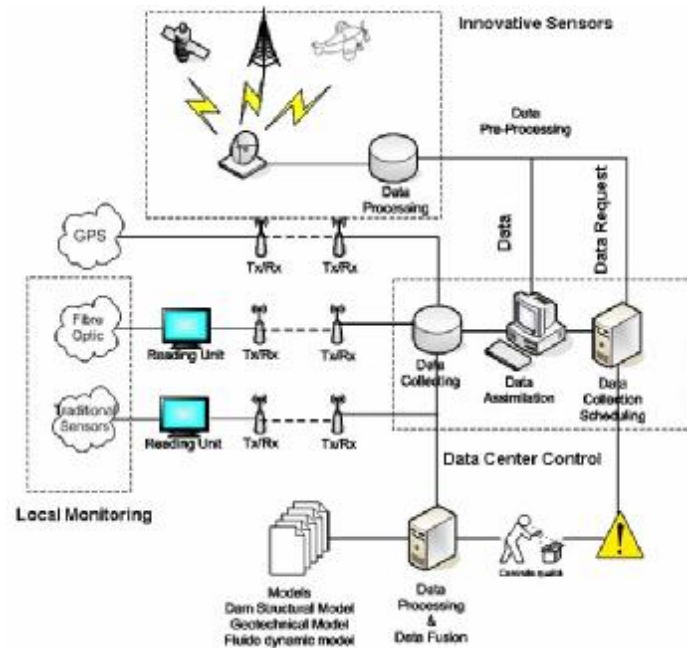 Innovative Sensors
Data
Pre-Processing
Data
Processing
Data
Data Request
GPS
Tx/Rx
Tx/Rx
Fibre
Optic
Reading Unit
Tx/Rx
Tx/Rx
Data
Collecting
Data
Assimilation
Data
Collection
Scheduling
Traditional
Sensors
Reading Unit
Tx/Rx
Tx/Rx
Data Center Control
Local Monitoring
Models
Dam Structural Model
Geotechnical Model
Fluido dynamic model
Data
Processing
&
Data Fusion